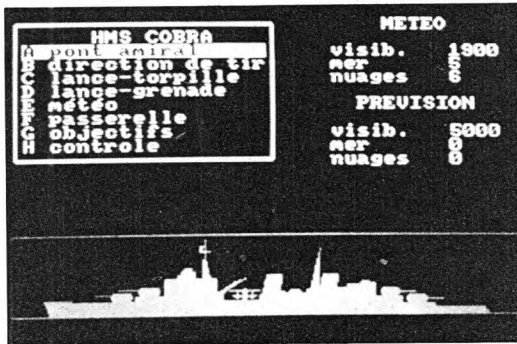 HMS COBRA
A pont amiral
B direction de tir
C lance-torpille
D lance-grenade
E météo
F passerelle
G objectifs
H controle
METEO
visib. 1900
mer 5
nuages 6
PREVISION
visib. 5000
mer 0
nuages 0